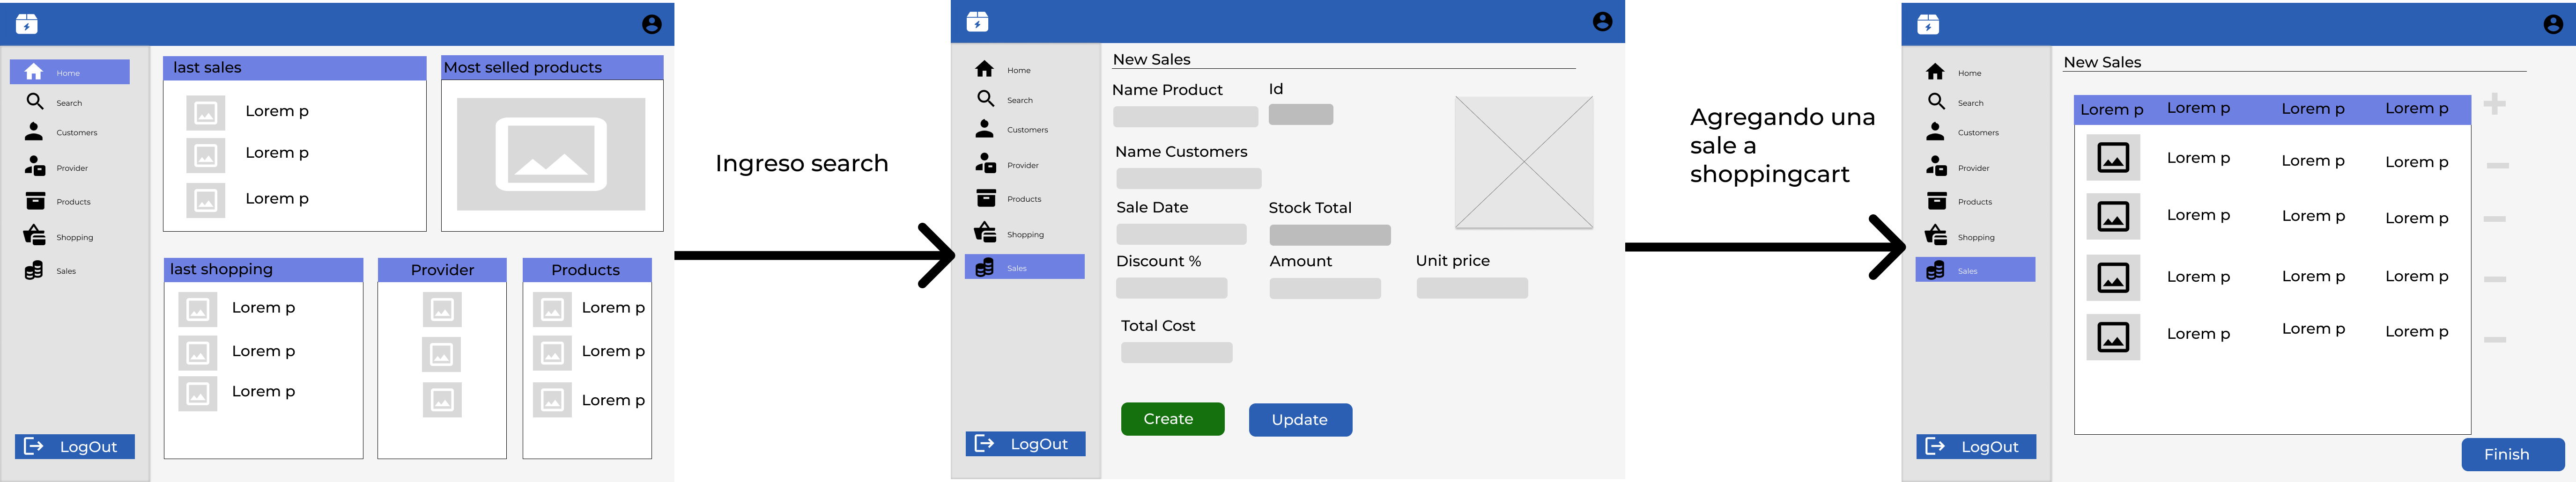 Home
Search
Customers
Provider
Products
Shopping
Sales
LogOut
last sales
Lorem p
Lorem p
Lorem p
Most selled products
last shopping
Lorem p
Lorem p
Lorem p
Provider
Products
Lorem p
Lorem p
Lorem p
Ingreso search
Home
Search
Customers
Provider
Products
Shopping
Sales
LogOut
New Sales
Name Product Id
Name Customers
Sale Date Stock Total
Discount % Amount Unit price
Total Cost
Create Update
Agregando una
sale a
shoppingcart
Home
Search
Customers
Provider
Products
Shopping
Sales
LogOut
New Sales
Lorem p Lorem p Lorem p Lorem p
Lorem p Lorem p Lorem p
Lorem p Lorem p Lorem p
Lorem p Lorem p Lorem p
Lorem p Lorem p Lorem p
Finish